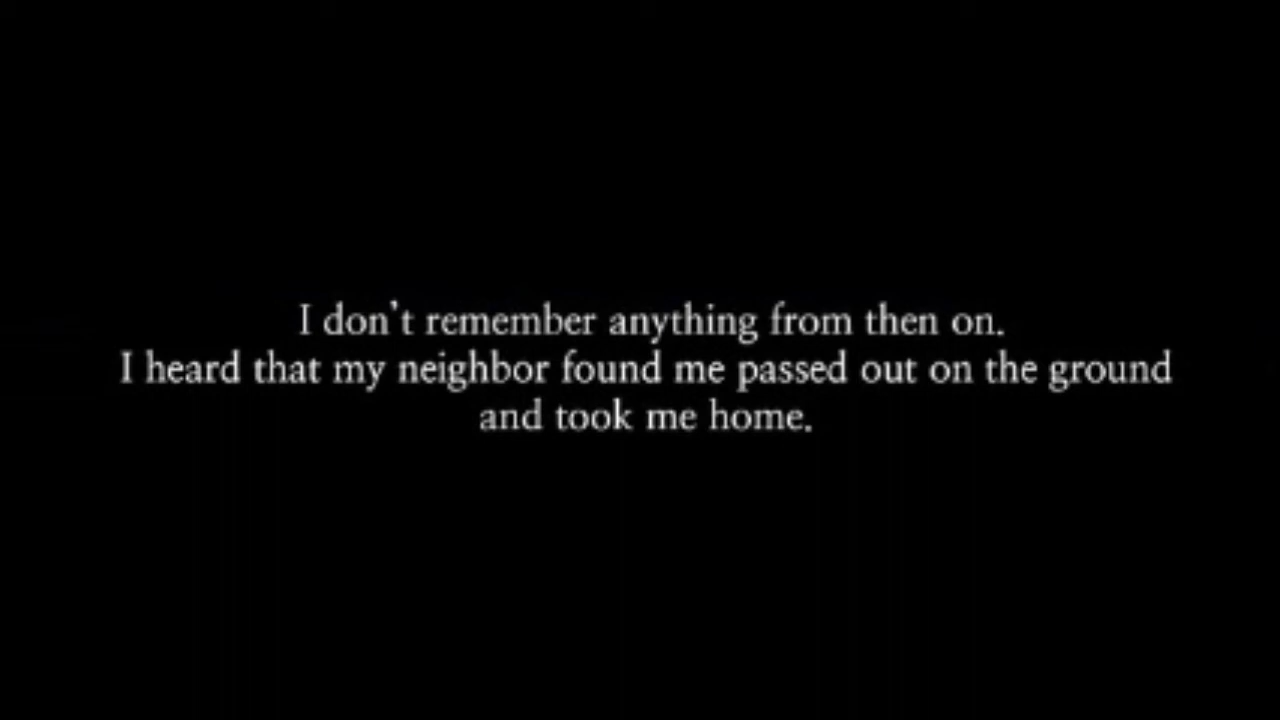 I don't remember anything from then on.
I heard that my neighbor found me passed out on the ground
and took me home.